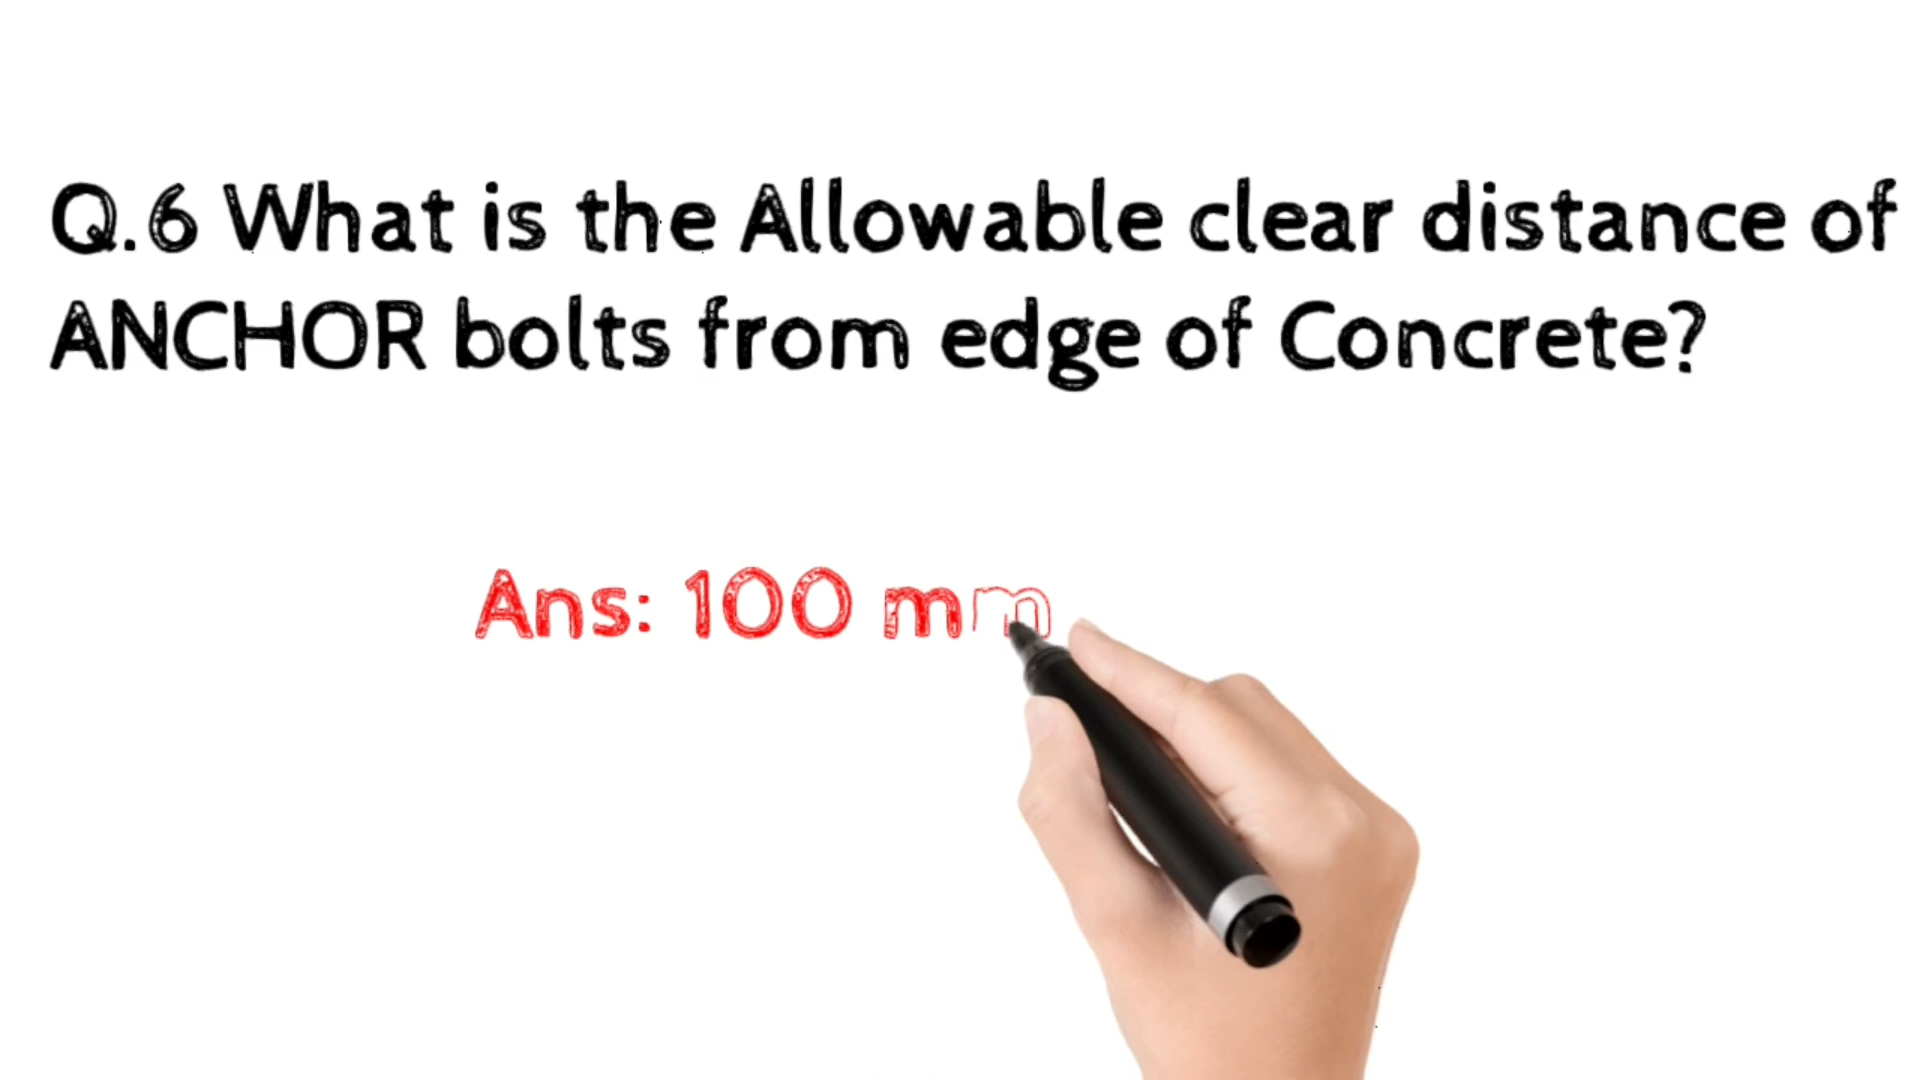 Q.6 What is the Allowable clear distance of
ANCHOR bolts from edge of Concrete?
Ans: 100 mm